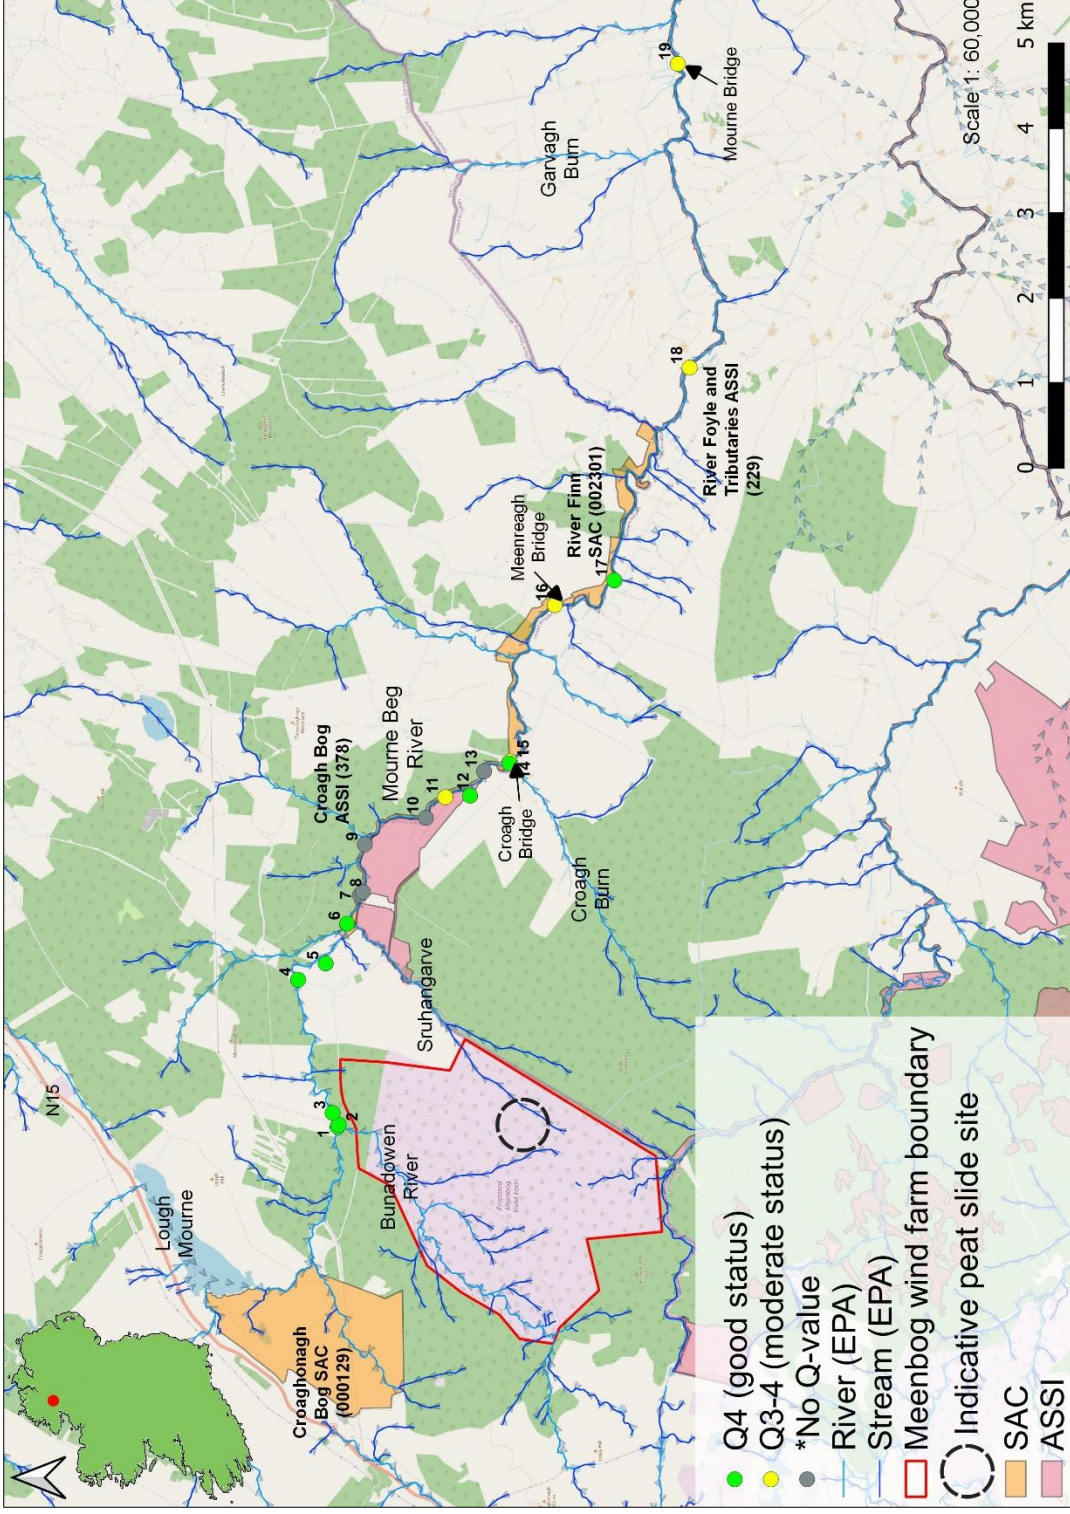 N15
Lough
Mourne
Croaghonagh
Bog SAC
(000129)
Bunadowen
River
Sruhangarve
1
2
3
4
5
6
7
8
9
10
11
12
13
14
15
16
17
18
19
Croagh Bog
ASSI (378)
Mourne Beg
River
Croagh
Bridge
Croagh
Burn
Meenreagh
Bridge
River Finn
SAC (002301)
River Foyle and
Tributaries ASSI
(229)
Garvagh
Burn
Mourne Bridge
Proposed
Meenbog
Wind Farm
Q4 (good status)
Q3-4 (moderate status)
*No Q-value
River (EPA)
Stream (EPA)
Meenbog wind farm boundary
Indicative peat slide site
SAC
ASSI
Scale 1: 60,000
0 1 2 3 4 5 km